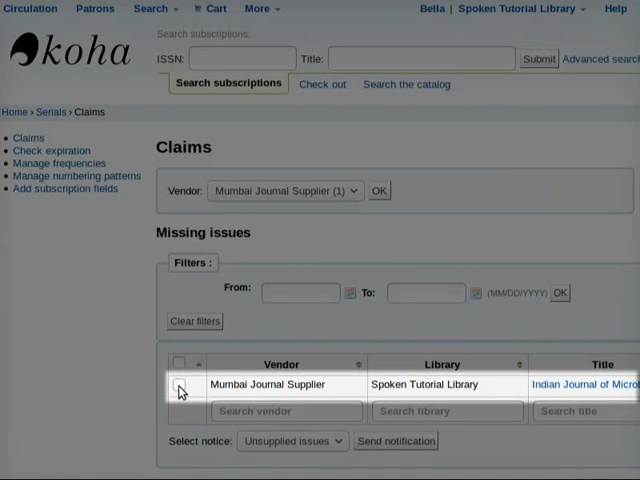 Circulation Patrons Search Cart More Bella | Spoken Tutorial Library Help
koha
Search subscriptions:
ISSN: Title: Submit Advanced search
Search subscriptions Check out Search the catalog
Home › Serials › Claims
Claims
Check expiration
Manage frequencies
Manage numbering patterns
Add subscription fields
Claims
Vendor: Mumbai Journal Supplier (1) OK
Missing issues
Filters :
From: To: (MM/DD/YYYY) OK
Clear filters
Vendor Library Title
Mumbai Journal Supplier Spoken Tutorial Library Indian Journal of Micro
Search vendor Search library Search title
Select notice: Unsupplied issues Send notification